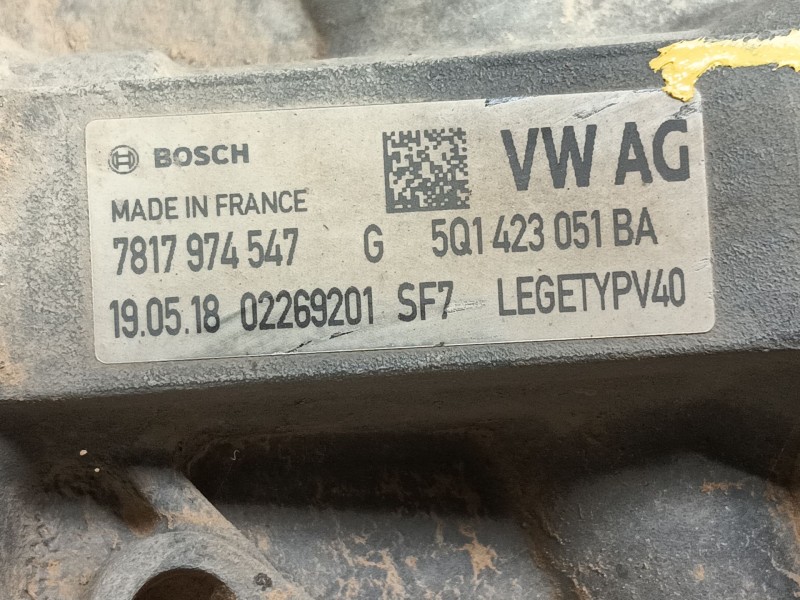 BOSCH
VW AG
MADE IN FRANCE
7817 974 547 G 5Q1 423 051 BA
19.05.18 02269201 SF7 LEGETYPV40